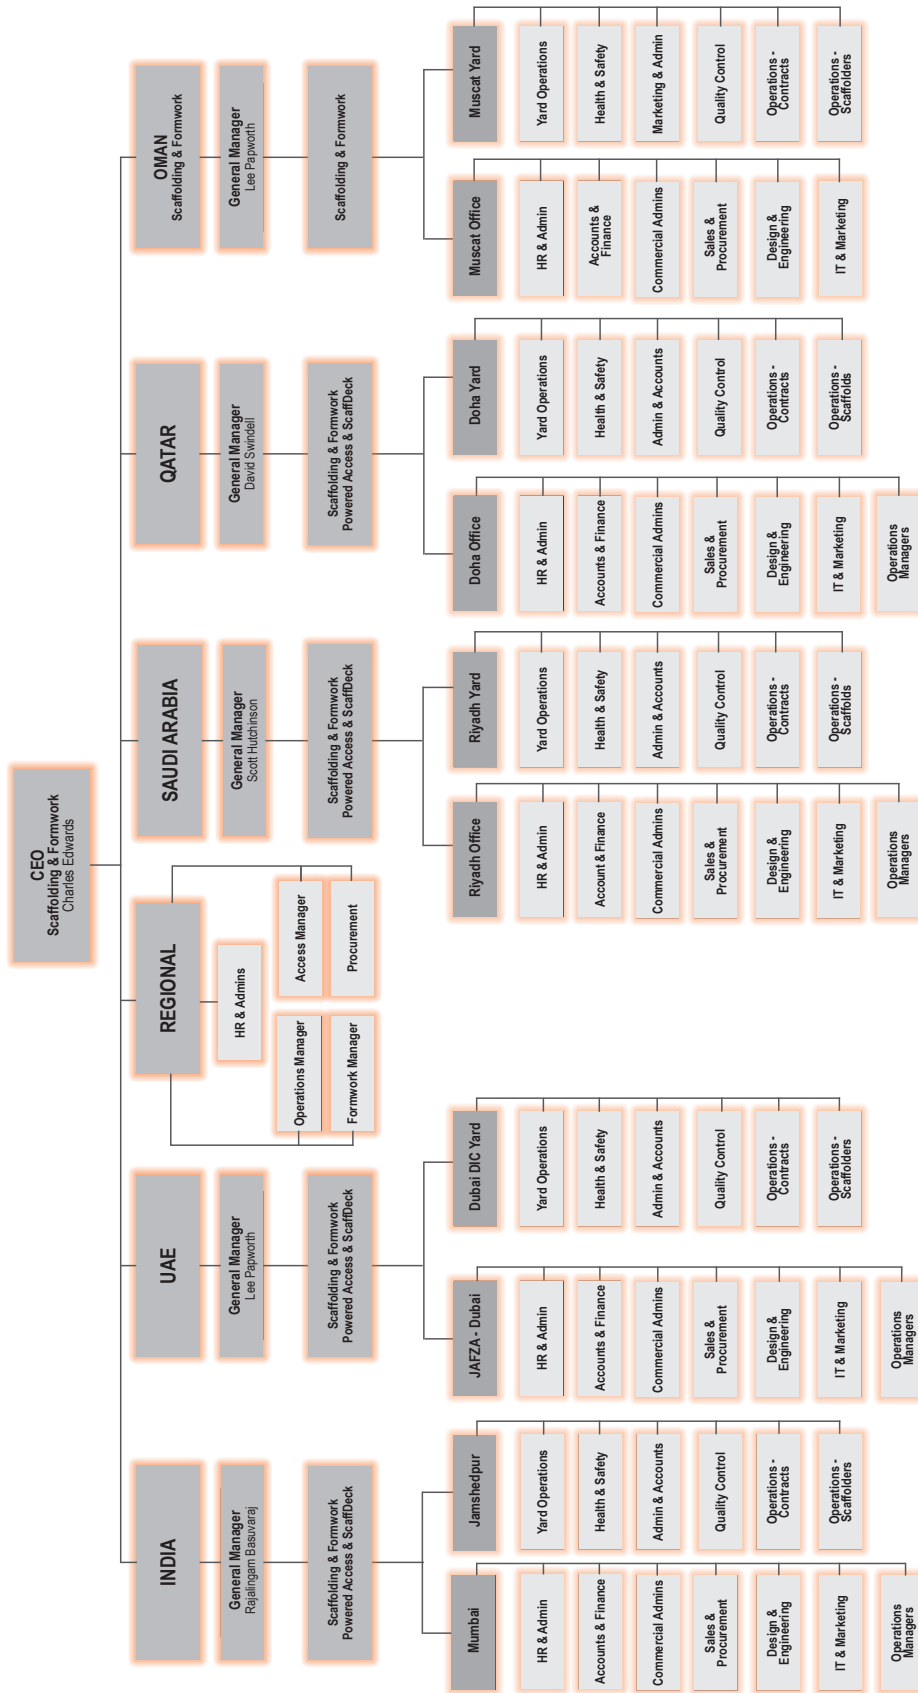 CEO
Scaffolding & Formwork
Charles Edwards
INDIA
General Manager
Rajalingam Basuvaraj
Scaffolding & Formwork
Powered Access & ScaffDeck
Mumbai
HR & Admin
Accounts & Finance
Commercial Admins
Sales &
Procurement
Design &
Engineering
IT & Marketing
Operations
Managers
Jamshedpur
Yard Operations
Health & Safety
Admin & Accounts
Quality Control
Operations -
Contracts
Operations -
Scaffolders
UAE
General Manager
Lee Papworth
Scaffolding & Formwork
Powered Access & ScaffDeck
JAFZA - Dubai
HR & Admin
Accounts & Finance
Commercial Admins
Sales &
Procurement
Design &
Engineering
IT & Marketing
Operations
Managers
Dubai DIC Yard
Yard Operations
Health & Safety
Admin & Accounts
Quality Control
Operations -
Contracts
Operations -
Scaffolders
REGIONAL
HR & Admins
Operations Manager
Access Manager
Formwork Manager
Procurement
SAUDI ARABIA
General Manager
Scott Hutchinson
Scaffolding & Formwork
Powered Access & ScaffDeck
Riyadh Office
HR & Admin
Account & Finance
Commercial Admins
Sales &
Procurement
Design &
Engineering
IT & Marketing
Operations
Managers
Riyadh Yard
Yard Operations
Health & Safety
Admin & Accounts
Quality Control
Operations -
Contracts
Operations -
Scaffolds
QATAR
General Manager
David Swindell
Scaffolding & Formwork
Powered Access & ScaffDeck
Doha Office
HR & Admin
Accounts & Finance
Commercial Admins
Sales &
Procurement
Design &
Engineering
IT & Marketing
Operations
Managers
Doha Yard
Yard Operations
Health & Safety
Admin & Accounts
Quality Control
Operations -
Contracts
Operations -
Scaffolds
OMAN
Scaffolding & Formwork
General Manager
Lee Papworth
Scaffolding & Formwork
Muscat Office
HR & Admin
Accounts &
Finance
Commercial Admins
Sales &
Procurement
Design &
Engineering
IT & Marketing
Muscat Yard
Yard Operations
Health & Safety
Marketing & Admin
Quality Control
Operations -
Contracts
Operations -
Scaffolders